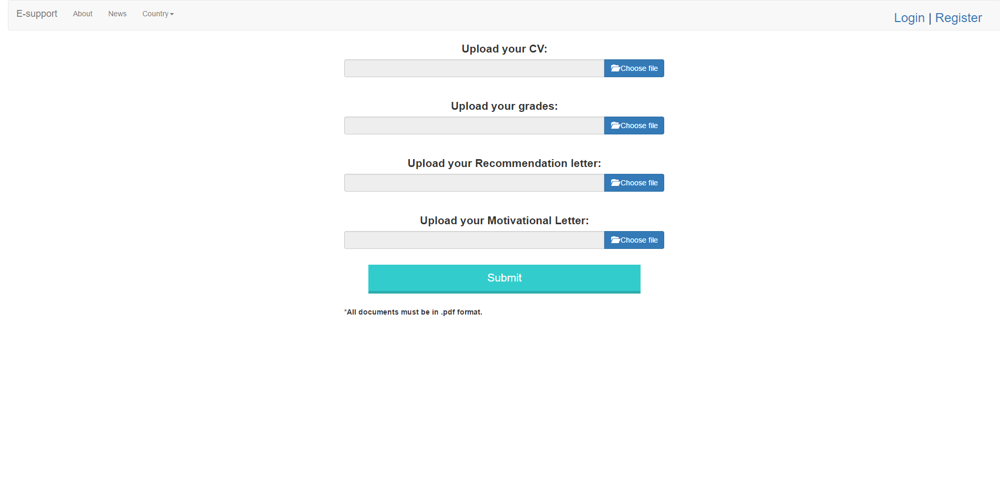 E-support About News Country Login | Register
Upload your CV:
Choose file
Upload your grades:
Choose file
Upload your Recommendation letter:
Choose file
Upload your Motivational Letter:
Choose file
Submit
*All documents must be in .pdf format.